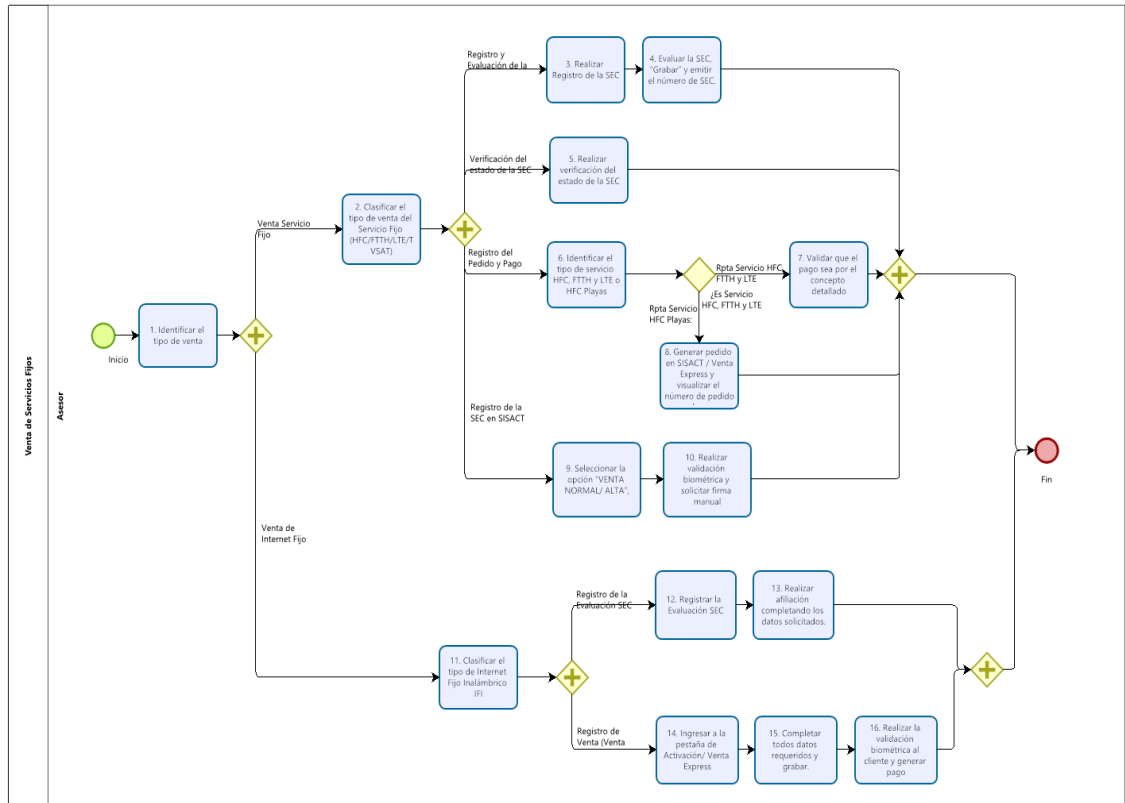 Venta de Servicios Fijos
Asesor
Inicio
1. Identificar el
tipo de venta
Venta Servicio
Fijo
2. Clasificar el
tipo de venta del
Servicio Fijo
(HFC/FTTH/LTE/T
VSAT)
Registro y
Evaluación de la
3. Realizar
Registro de la SEC
4. Evaluar la SEC,
"Grabar" y emitir
el número de SEC.
Verificación del
estado de la SEC
5. Realizar
verificación del
estado de la SEC
Registro del
Pedido y Pago
6. Identificar el
tipo de servicio
HFC, FTTH y LTE o
HFC Playas
Rpta Servicio HFC,
FTTH y LTE
¿Es Servicio
HFC, FTTH y LTE
Rpta Servicio
HFC Playas:
7. Validar que el
pago sea por el
concepto
detallado
8. Generar pedido
en SISACT / Venta
Express y
visualizar el
número de pedido
Registro de la
SEC en SISACT
9. Seleccionar la
opción "VENTA
NORMAL/ ALTA",
10. Realizar
validación
biométrica y
solicitar firma
manual
Fin
Venta de
Internet Fijo
11. Clasificar el
tipo de Internet
Fijo Inalámbrico
IFI
Registro de la
Evaluación SEC
12. Registrar la
Evaluación SEC
13. Realizar
afiliación
completando los
datos solicitados.
Registro de
Venta (Venta
14. Ingresar a la
pestaña de
Activación/ Venta
Express
15. Completar
todos datos
requeridos y
grabar.
16. Realizar la
validación
biométrica al
cliente y generar
pago